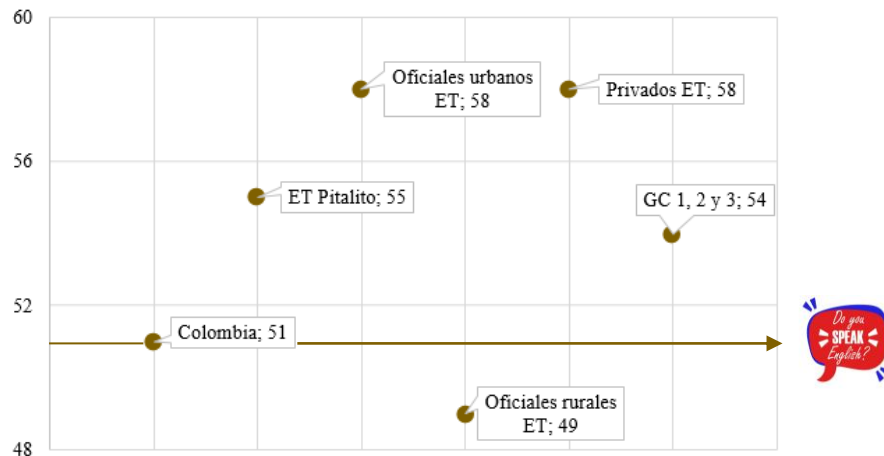 60
Oficiales urbanos
ET; 58
Privados ET; 58
56
ET Pitalito; 55
GC 1, 2 y 3; 54
52
Do you
SPEAK
English?
Colombia; 51
Oficiales rurales
ET; 49
48